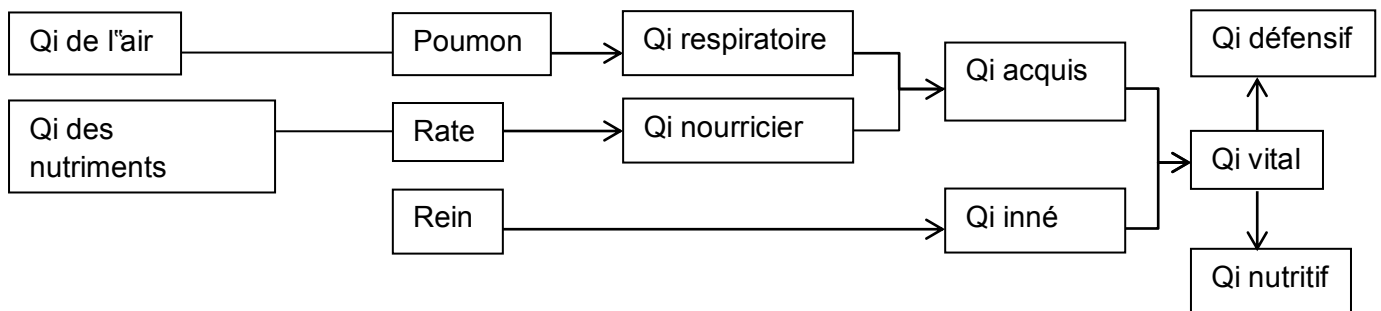 Qi de l‟air
Poumon
Qi respiratoire
Qi acquis
Qi défensif
Qi des
nutriments
Rate
Qi nourricier
Qi vital
Rein
Qi inné
Qi nutritif